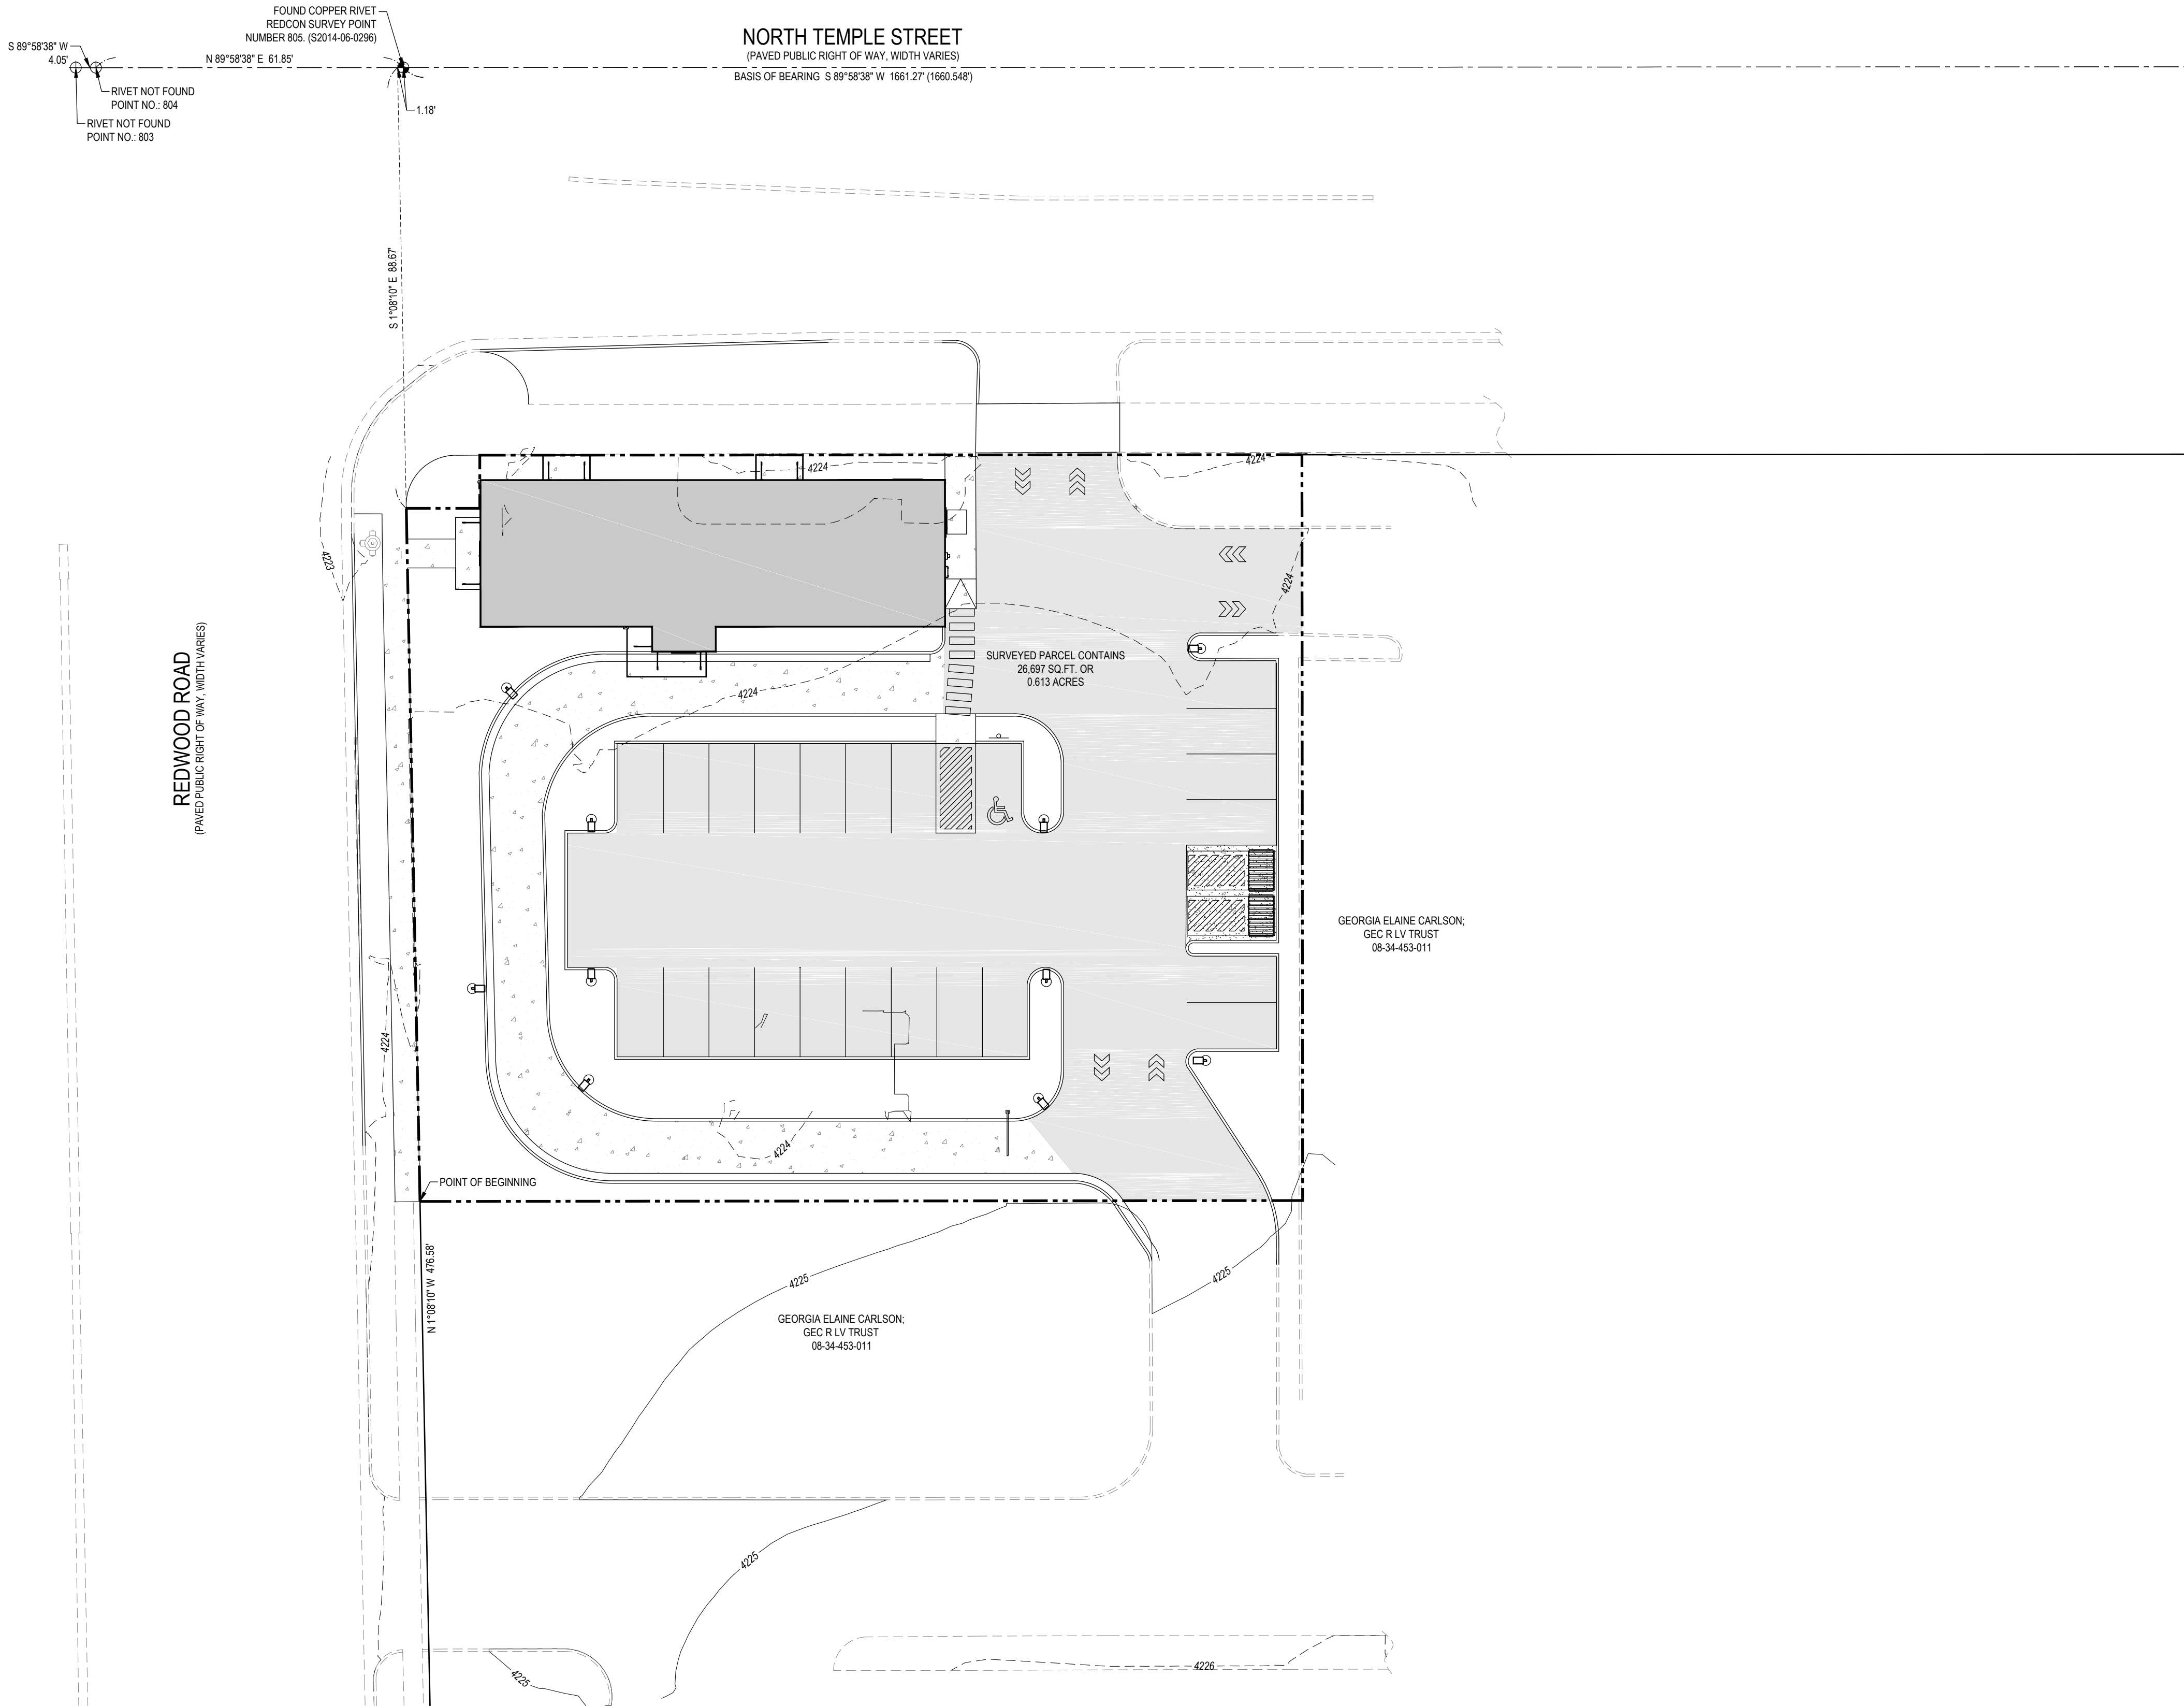 FOUND COPPER RIVET
REDCON SURVEY POINT
NUMBER 805. (S2014-06-0296)
S 89°58'38" W
4.05'
N 89°58'38" E 61.85'
NORTH TEMPLE STREET
(PAVED PUBLIC RIGHT OF WAY, WIDTH VARIES)
BASIS OF BEARING S 89°58'38" W 1661.27' (1660.548')
RIVET NOT FOUND
POINT NO.: 804
1.18'
RIVET NOT FOUND
POINT NO.: 803
S 1°08'10" E 88.67'
4224
4224
4223
4224
REDWOOD ROAD
(PAVED PUBLIC RIGHT OF WAY, WIDTH VARIES)
SURVEYED PARCEL CONTAINS
26,697 SQ.FT. OR
0.613 ACRES
4224
GEORGIA ELAINE CARLSON;
GEC R LV TRUST
08-34-453-011
4224
4224
POINT OF BEGINNING
N 1°08'10" W 476.58'
4225
4225
GEORGIA ELAINE CARLSON;
GEC R LV TRUST
08-34-453-011
4225
4225
4226